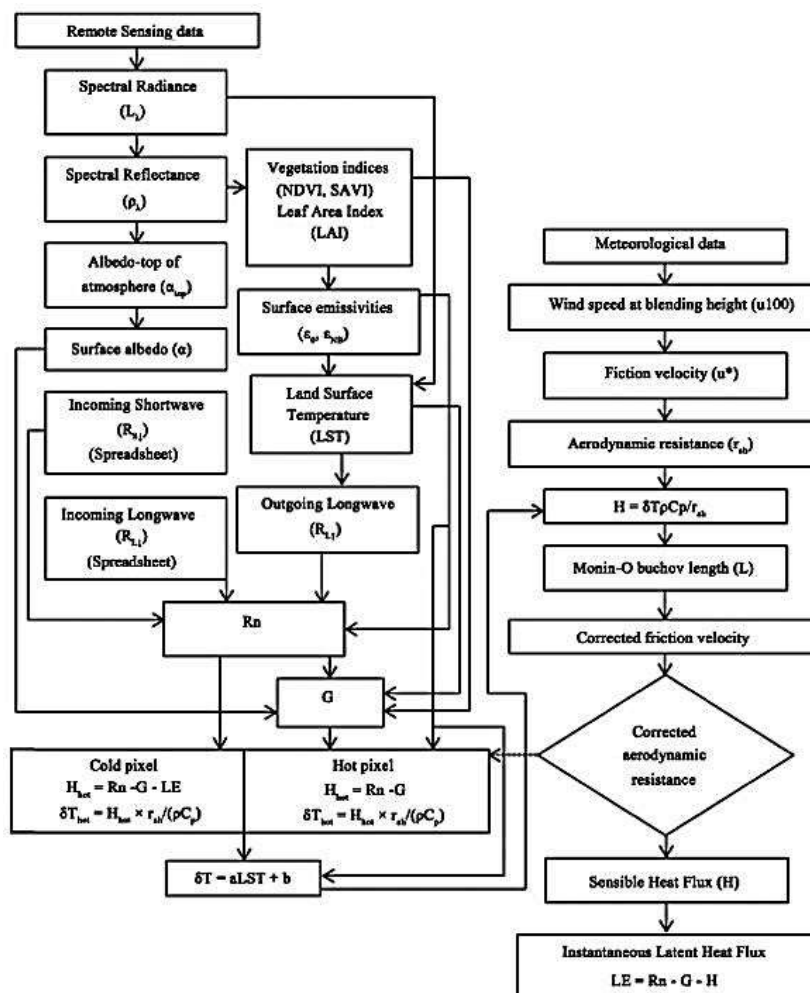 Remote Sensing data
Spectral Radiance
(Lλ)
Spectral Reflectance
(ρλ)
Albedo-top of
atmosphere (αtop)
Surface albedo (α)
Incoming Shortwave
(RS↓)
(Spreadsheet)
Incoming Longwave
(RL↓)
(Spreadsheet)
Vegetation indices
(NDVI, SAVI)
Leaf Area Index
(LAI)
Surface emissivities
(ε0, εNB)
Land Surface
Temperature
(LST)
Outgoing Longwave
(RL↑)
Rn
G
Cold pixel
Hhot = Rn -G - LE
δThot = Hhot × rah/(ρCp)
Hot pixel
Hhot = Rn -G
δThot = Hhot × rah/(ρCp)
δT = aLST + b
Meteorological data
Wind speed at blending height (u100)
Fiction velocity (u*)
Aerodynamic resistance (rah)
H = δTρCp/rah
Monin-O buchov length (L)
Corrected friction velocity
Corrected
aerodynamic
resistance
Sensible Heat Flux (H)
Instantaneous Latent Heat Flux
LE = Rn - G - H